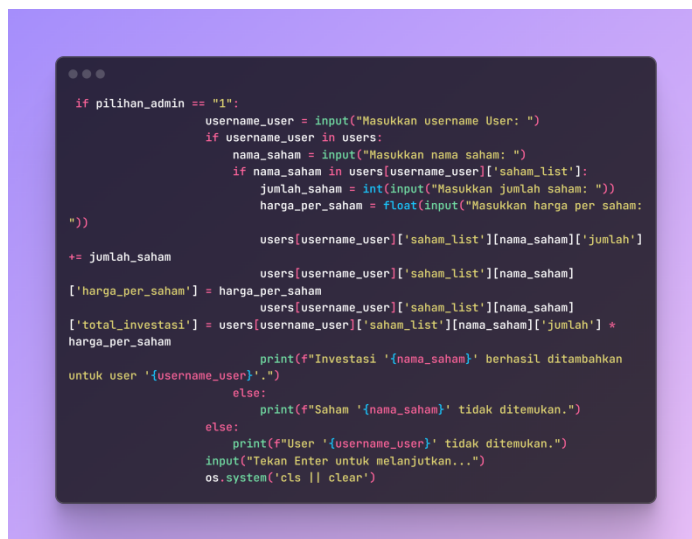 if pilihan_admin == "1":
username_user = input("Masukkan username User: ")
if username_user in users:
nama_saham = input("Masukkan nama saham: ")
if nama_saham in users[username_user]['saham_list']:
jumlah_saham = int(input("Masukkan jumlah saham: "))
harga_per_saham = float(input("Masukkan harga per saham:
"))
users[username_user]['saham_list'][nama_saham]['jumlah']
+= jumlah_saham
users[username_user]['saham_list'][nama_saham]
['harga_per_saham'] = harga_per_saham
users[username_user]['saham_list'][nama_saham]
['total_investasi'] = users[username_user]['saham_list'][nama_saham]['jumlah'] *
harga_per_saham
print(f"Investasi '{nama_saham}' berhasil ditambahkan
untuk user '{username_user}'.")
else:
print(f"Saham '{nama_saham}' tidak ditemukan.")
else:
print(f"User '{username_user}' tidak ditemukan.")
input("Tekan Enter untuk melanjutkan...")
os.system('cls || clear')